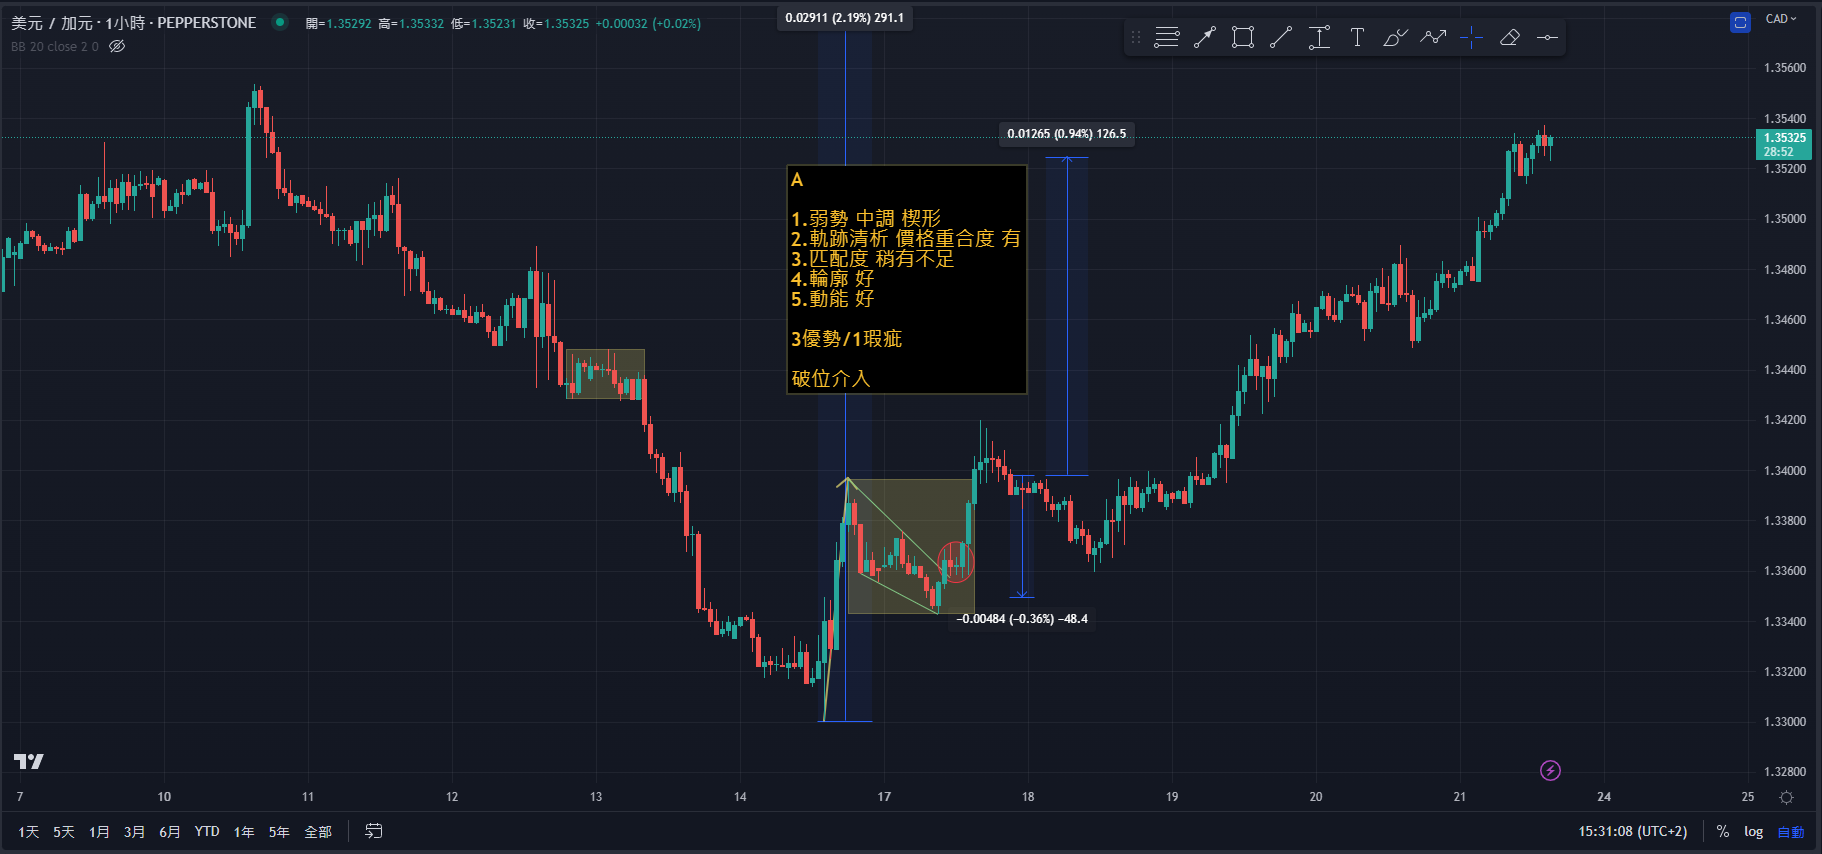 美元 / 加元 · 1小時 · PEPPERSTONE 開=1.35292 高=1.35332 低=1.35231 收=1.35325 +0.00032 (+0.02%)
BB 20 close 2 0
0.02911 (2.19%) 291.1
CAD
1.35600
1.35400
1.35325
28:52
1.35200
1.35000
1.34800
1.34600
1.34400
1.34200
1.34000
1.33800
1.33600
1.33400
1.33200
1.33000
1.32800
0.01265 (0.94%) 126.5
A
1.弱勢 中調 楔形
2.軌跡清析 價格重合度 有
3.匹配度 稍有不足
4.輪廓 好
5.動能 好
3優勢/1瑕疵
破位介入
−0.00484 (−0.36%) −48.4
7 10 11 12 13 14 17 18 19 20 21 24 25
1天 5天 1月 3月 6月 YTD 1年 5年 全部 15:31:08 (UTC+2) % log 自動